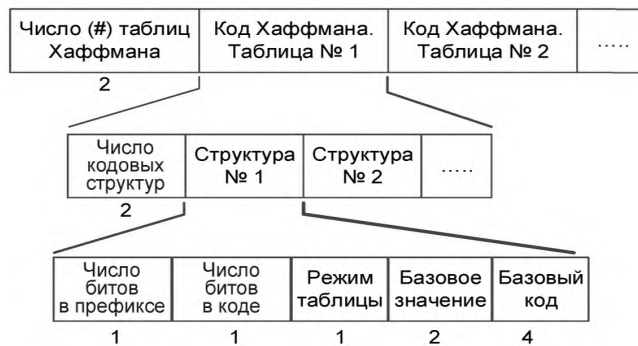 Число (#) таблиц
Хаффмана
Код Хаффмана.
Таблица № 1
Код Хаффмана.
Таблица № 2
.....
2
Число
кодовых
структур
Структура
№ 1
Структура
№ 2
.....
2
Число
битов
в префиксе
Число
битов
в коде
Режим
таблицы
Базовое
значение
Базовый
код
1
1
1
2
4